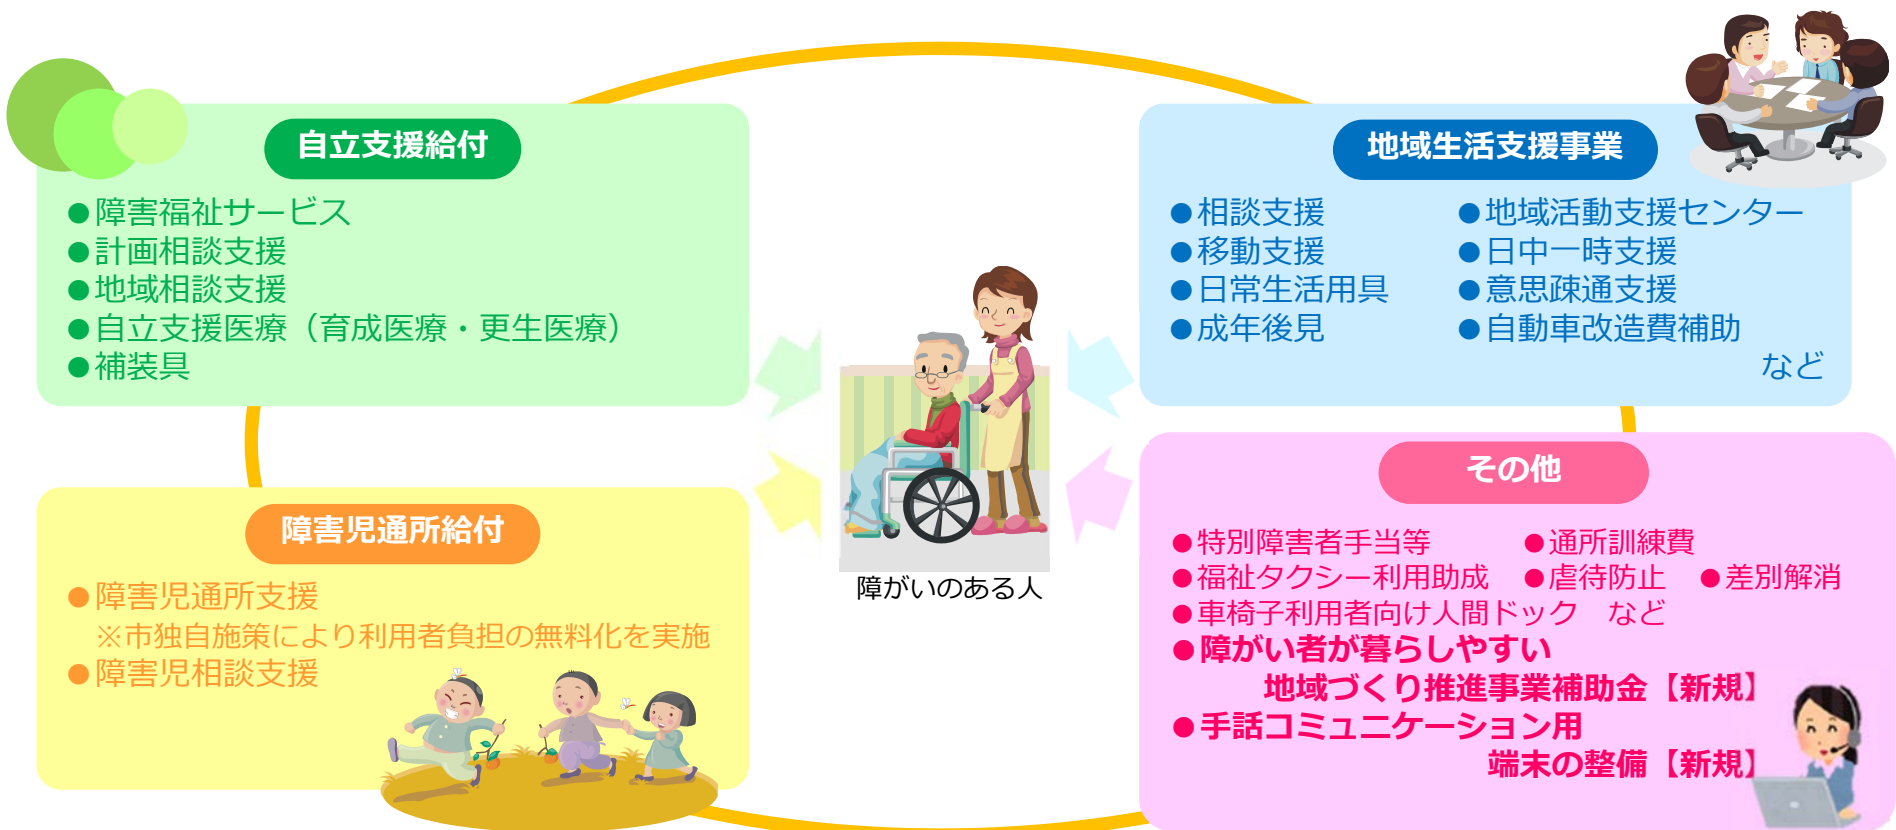 自立支援給付
●障害福祉サービス
●計画相談支援
●地域相談支援
●自立支援医療（育成医療・更生医療）
●補装具
地域生活支援事業
●相談支援
●移動支援
●日常生活用具
●成年後見
●地域活動支援センター
●日中一時支援
●意思疎通支援
●自動車改造費補助
など
障がいのある人
障害児通所給付
●障害児通所支援
※市独自施策により利用者負担の無料化を実施
●障害児相談支援
その他
●特別障害者手当等 ●通所訓練費
●福祉タクシー利用助成 ●虐待防止 ●差別解消
●車椅子利用者向け人間ドック など
●障がい者が暮らしやすい
地域づくり推進事業補助金【新規】
●手話コミュニケーション用
端末の整備【新規】